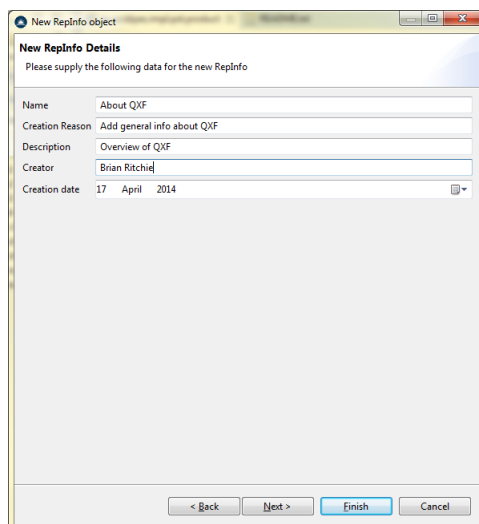 New RepInfo object
New RepInfo Details
Please supply the following data for the new RepInfo
Name About QXF
Creation Reason Add general info about QXF
Description Overview of QXF
Creator Brian Ritchie
Creation date 17 April 2014
< Back Next > Finish Cancel